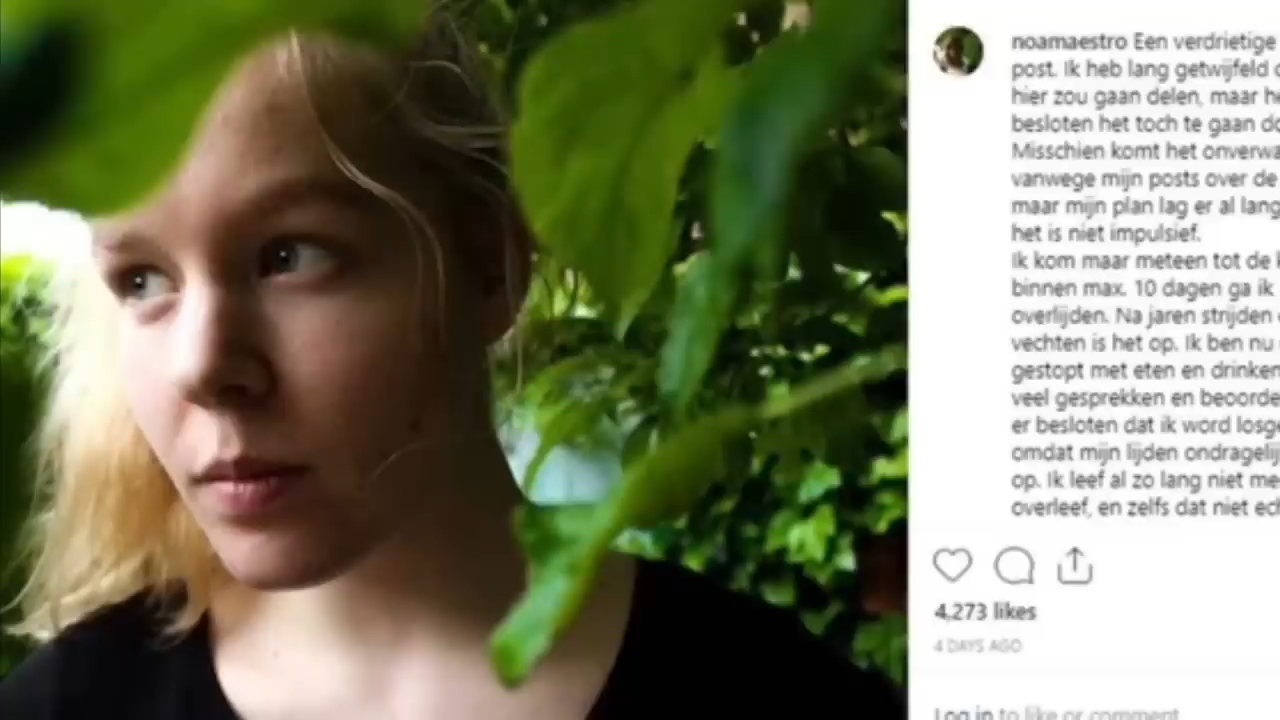 noamaestro Een verdrietige
post. Ik heb lang getwijfeld
hier zou gaan delen, maar
besloten het toch te gaan
Misschien komt het
vanwege mijn posts over de
maar mijn plan lag er al lang
het is niet impulsief.
Ik kom maar meteen tot de
binnen max. 10 dagen ga ik
overlijden. Na jaren strijden
vechten is het op. Ik ben nu
gestopt met eten en drinken
veel gesprekken en
er besloten dat ik word
omdat mijn lijden
op. Ik leef al zo lang niet
overleef, en zelfs dat niet
4,273 likes
4 DAYS AGO
Log in to like or comment